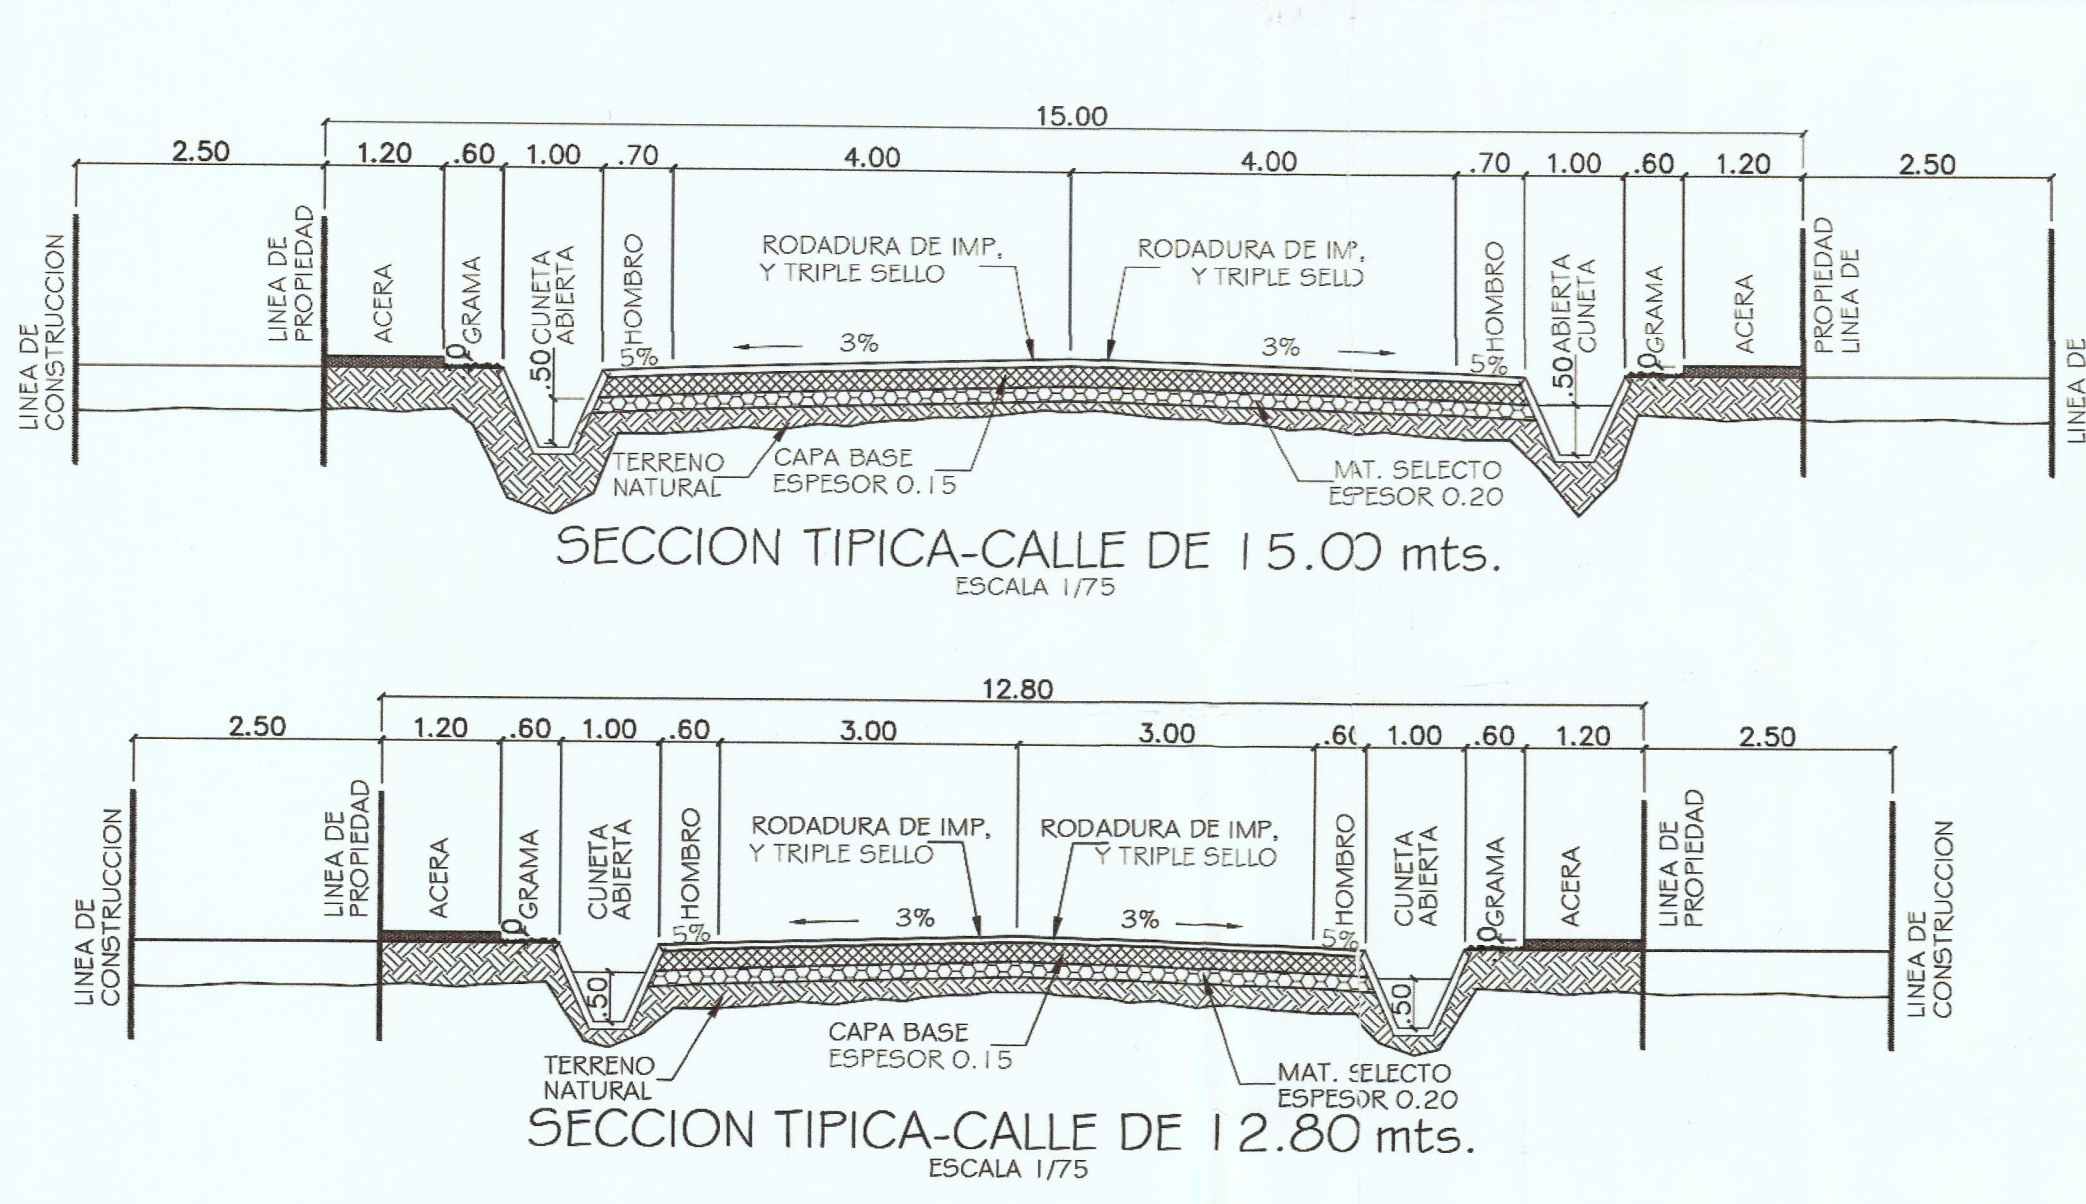 15.00
2.50 1.20 .60 1.00 .70 4.00 4.00 .70 1.00 .60 1.20 2.50
LINEA DE
CONSTRUCCION
LINEA DE
PROPIEDAD
ACERA
GRAMA
CUNETA
ABIERTA
HOMBRO
RODADURA DE IMP,
Y TRIPLE SELLO
RODADURA DE IMP,
Y TRIPLE SELLO
HOMBRO
ABIERTA
CUNETA
GRAMA
ACERA
PROPIEDAD
LINEA DE
LINEA DE
.50
5%
3%
3%
5%
.50
TERRENO
NATURAL
CAPA BASE
ESPESOR 0.15
MAT. SELECTO
ESPESOR 0.20
SECCION TIPICA-CALLE DE 15.00 mts.
ESCALA 1/75
12.80
2.50 1.20 .60 1.00 .60 3.00 3.00 .60 1.00 .60 1.20 2.50
LINEA DE
CONSTRUCCION
LINEA DE
PROPIEDAD
ACERA
GRAMA
CUNETA
ABIERTA
HOMBRO
RODADURA DE IMP,
Y TRIPLE SELLO
RODADURA DE IMP,
Y TRIPLE SELLO
HOMBRO
CUNETA
ABIERTA
GRAMA
ACERA
LINEA DE
PROPIEDAD
LINEA DE
CONSTRUCCION
.50
5%
3%
3%
5%
.50
TERRENO
NATURAL
CAPA BASE
ESPESOR 0.15
MAT. SELECTO
ESPESOR 0.20
SECCION TIPICA-CALLE DE 12.80 mts.
ESCALA 1/75